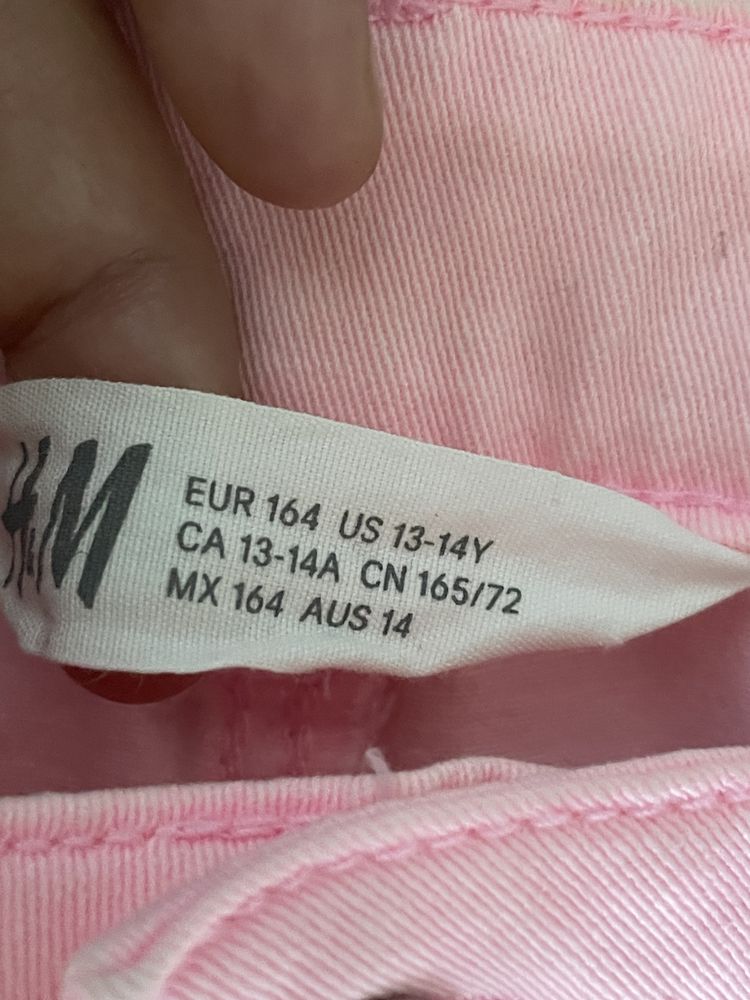 H&M
EUR 164 US 13-14Y
CA 13-14A CN 165/72
MX 164 AUS 14